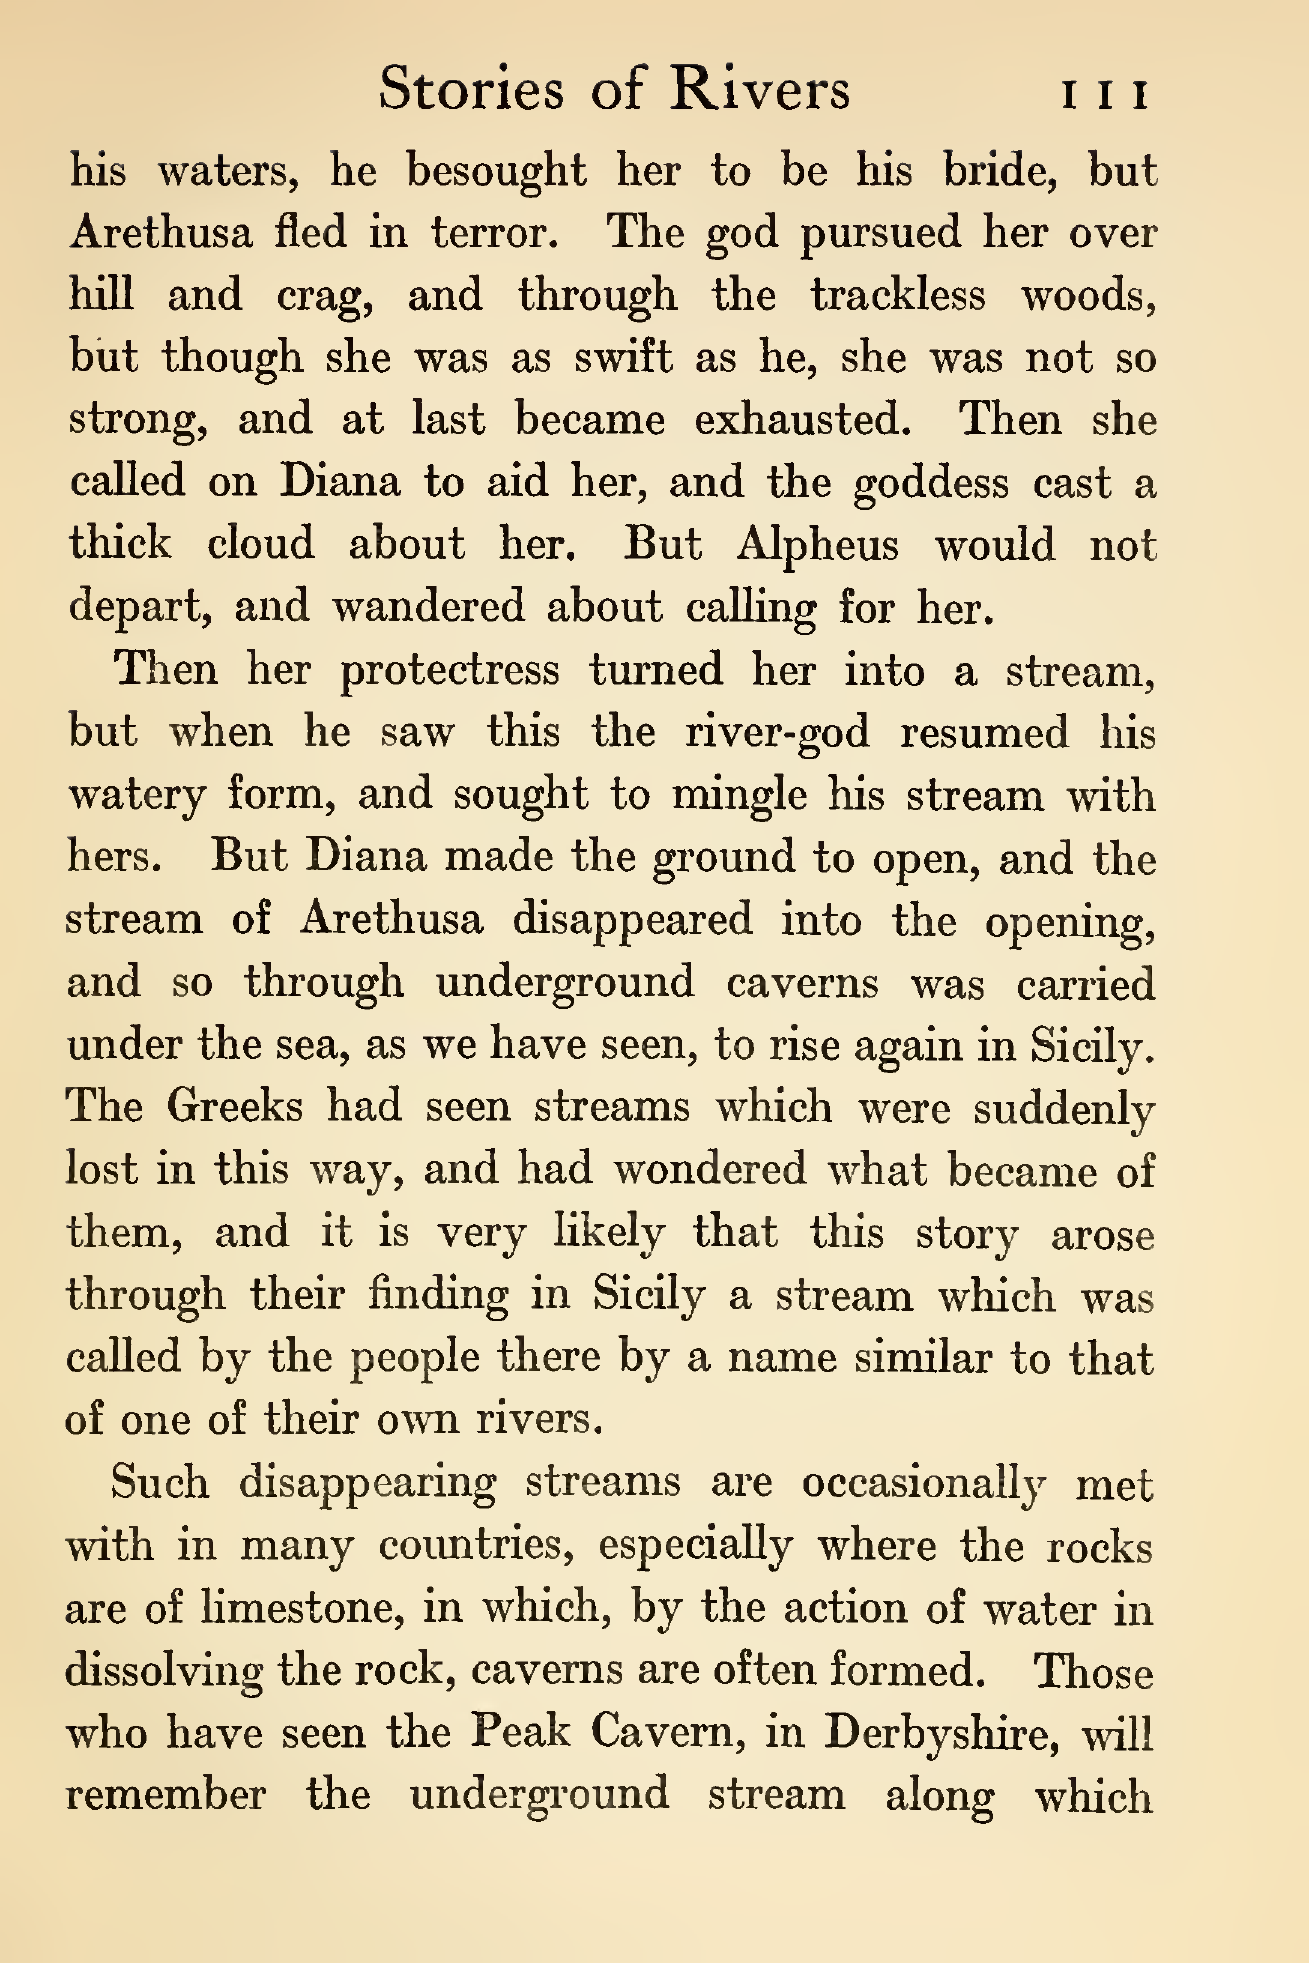 Stories of Rivers 111
his waters, he besought her to be his bride, but
Arethusa fled in terror. The god pursued her over
hill and crag, and through the trackless woods,
but though she was as swift as he, she was not so
strong, and at last became exhausted. Then she
called on Diana to aid her, and the goddess cast a
thick cloud about her. But Alpheus would not
depart, and wandered about calling for her.
Then her protectress turned her into a stream,
but when he saw this the river-god resumed his
watery form, and sought to mingle his stream with
hers. But Diana made the ground to open, and the
stream of Arethusa disappeared into the opening,
and so through underground caverns was carried
under the sea, as we have seen, to rise again in Sicily.
The Greeks had seen streams which were suddenly
lost in this way, and had wondered what became of
them, and it is very likely that this story arose
through their finding in Sicily a stream which was
called by the people there by a name similar to that
of one of their own rivers.
Such disappearing streams are occasionally met
with in many countries, especially where the rocks
are of limestone, in which, by the action of water in
dissolving the rock, caverns are often formed. Those
who have seen the Peak Cavern, in Derbyshire, will
remember the underground stream along which